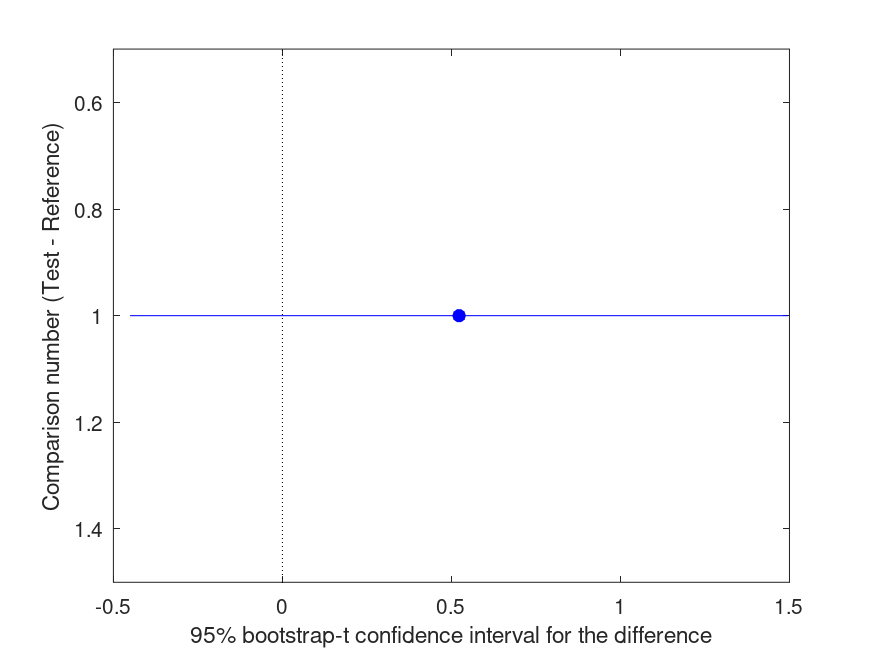 0.6
0.8
1
1.2
1.4
Comparison number (Test - Reference)
-0.5 0 0.5 1 1.5
95% bootstrap-t confidence interval for the difference